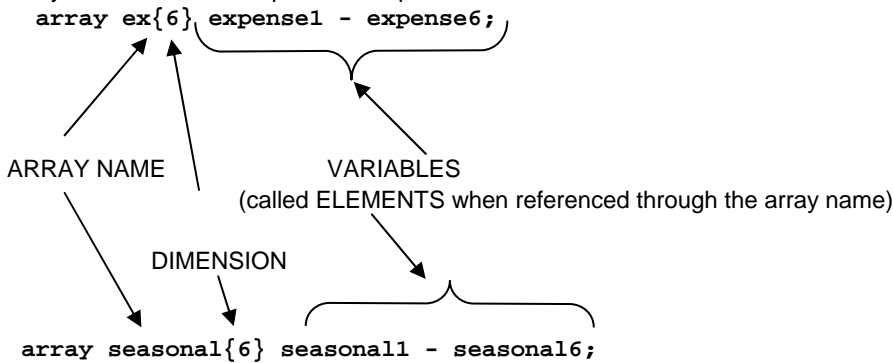 array ex{6} expense1 - expense6;
ARRAY NAME
VARIABLES
(called ELEMENTS when referenced through the array name)
DIMENSION
array seasonal{6} seasonal1 - seasonal6;